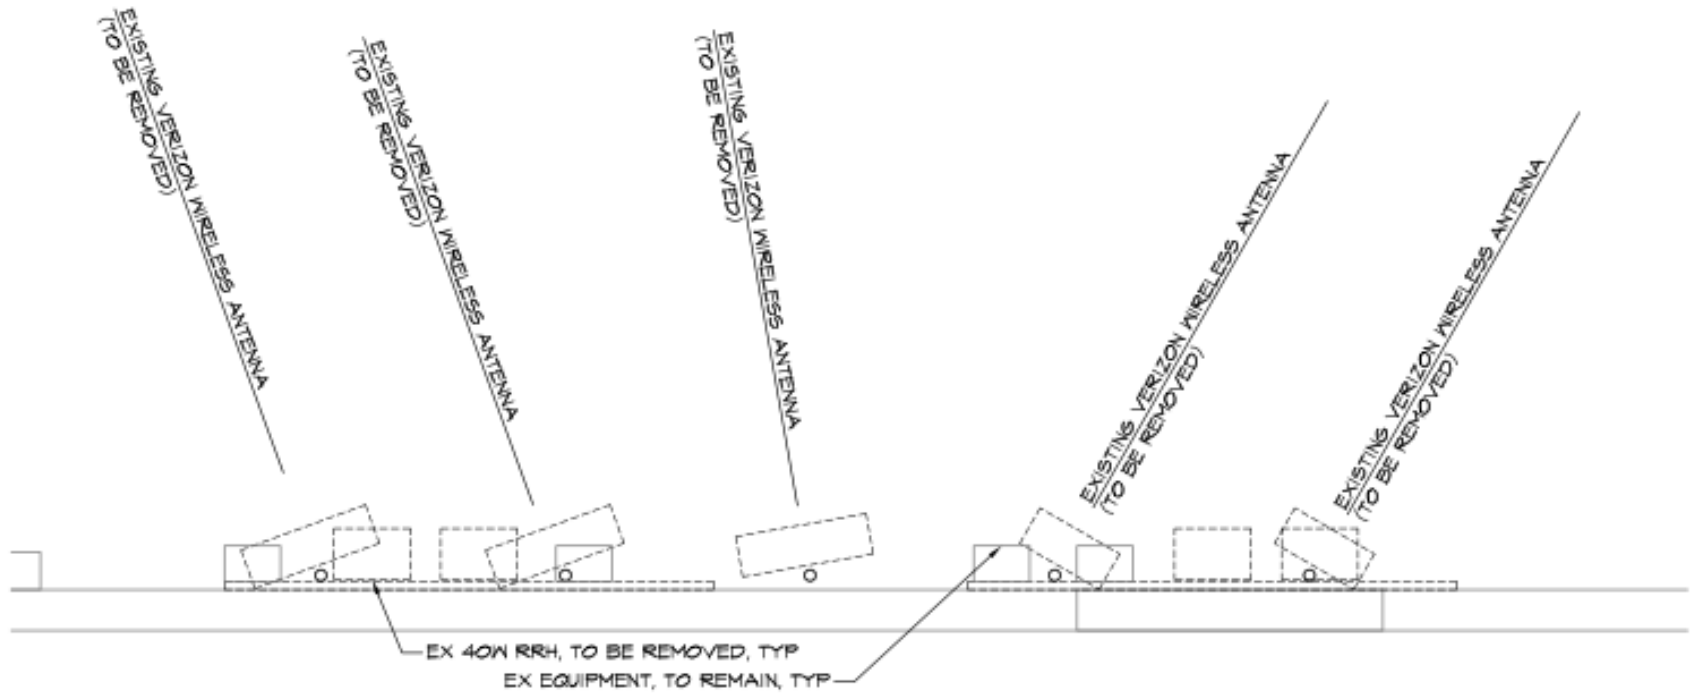 EXISTING VERIZON WIRELESS ANTENNA
(TO BE REMOVED)
EXISTING VERIZON WIRELESS ANTENNA
(TO BE REMOVED)
EXISTING VERIZON WIRELESS ANTENNA
(TO BE REMOVED)
EXISTING VERIZON WIRELESS ANTENNA
(TO BE REMOVED)
EXISTING VERIZON WIRELESS ANTENNA
(TO BE REMOVED)
EX 40W RRH, TO BE REMOVED, TYP
EX EQUIPMENT, TO REMAIN, TYP